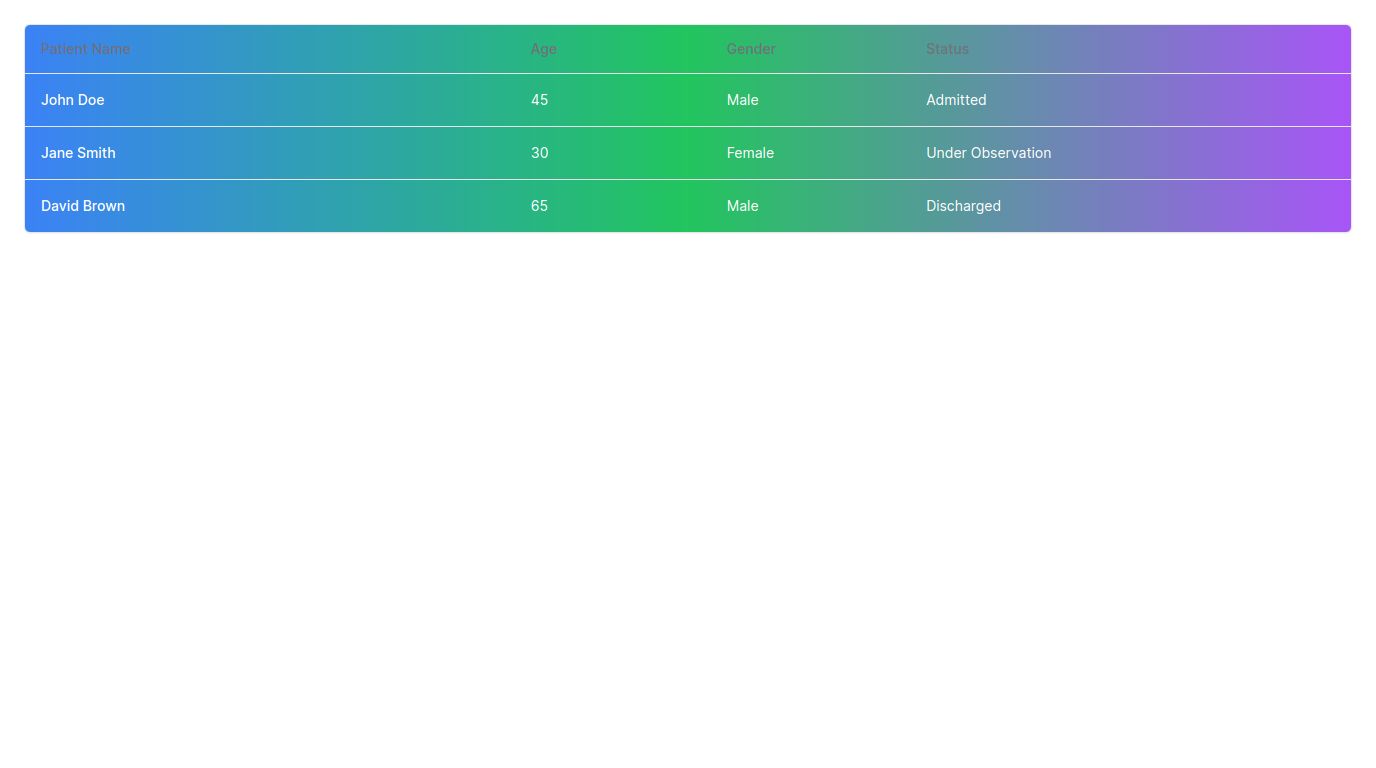 Patient Name Age Gender Status
John Doe 45 Male Admitted
Jane Smith 30 Female Under Observation
David Brown 65 Male Discharged